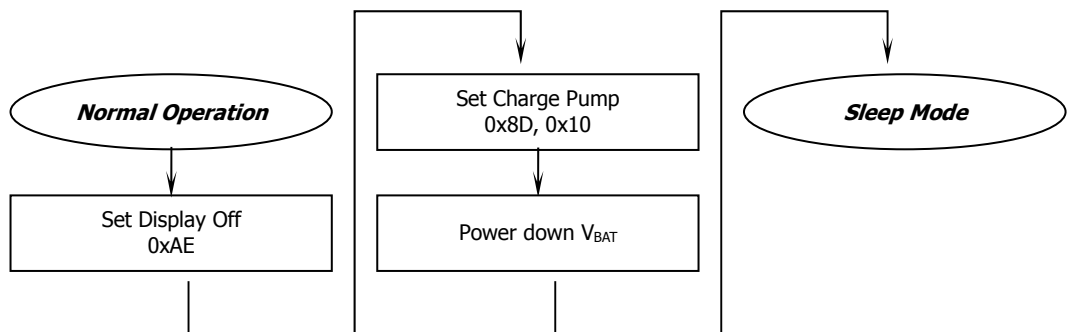 Normal Operation
Set Display Off
0xAE
Set Charge Pump
0x8D, 0x10
Power down VBAT
Sleep Mode